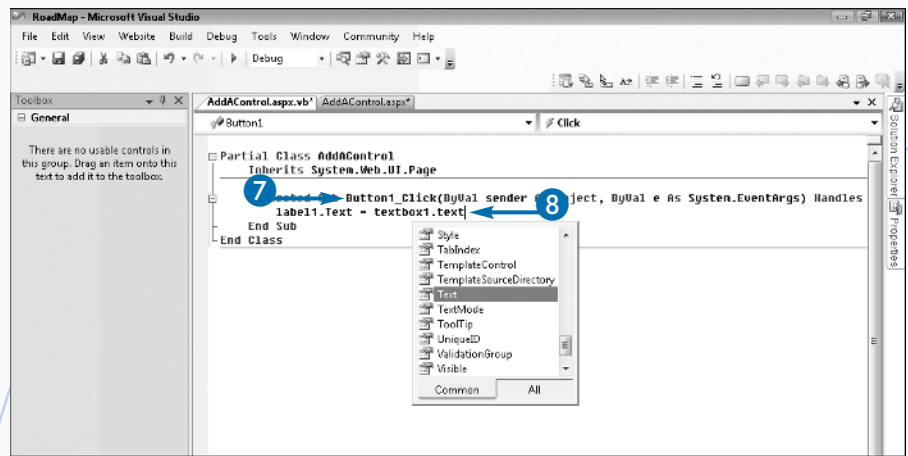 RoadMap - Microsoft Visual Studio
File Edit View Website Build Debug Tools Window Community Help
Debug
Toolbox
AddAControl.aspx.vb* AddAControl.aspx*
General
Button1
Click
There are no usable controls in
this group. Drag an item onto this
text to add it to the toolbox.
Partial Class AddAControl
Inherits System.Web.UI.Page
7
Button1_Click(ByVal sender
8
ject, ByVal e As System.EventArgs) Handles
label1.Text = textbox1.text
End Sub
End Class
Style
TabIndex
TemplateControl
TemplateSourceDirectory
Text
TextMode
ToolTip
UniqueID
ValidationGroup
Visible
Common All
Solution Explorer
Properties